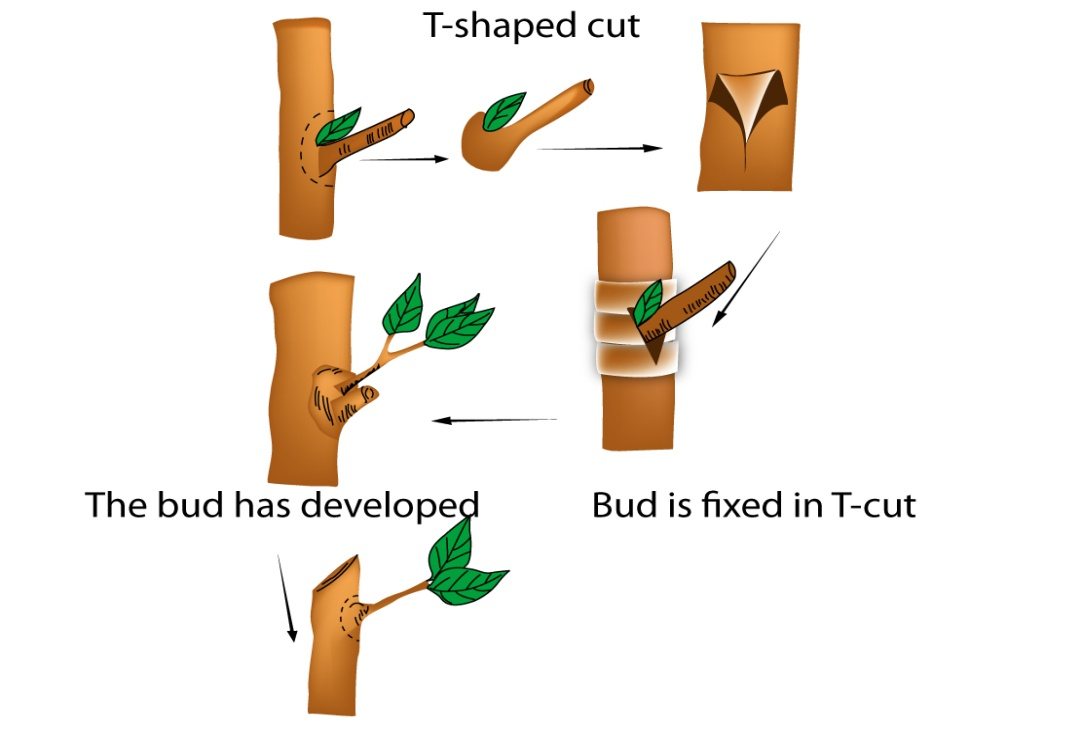 T-shaped cut
The bud has developed
Bud is fixed in T-cut